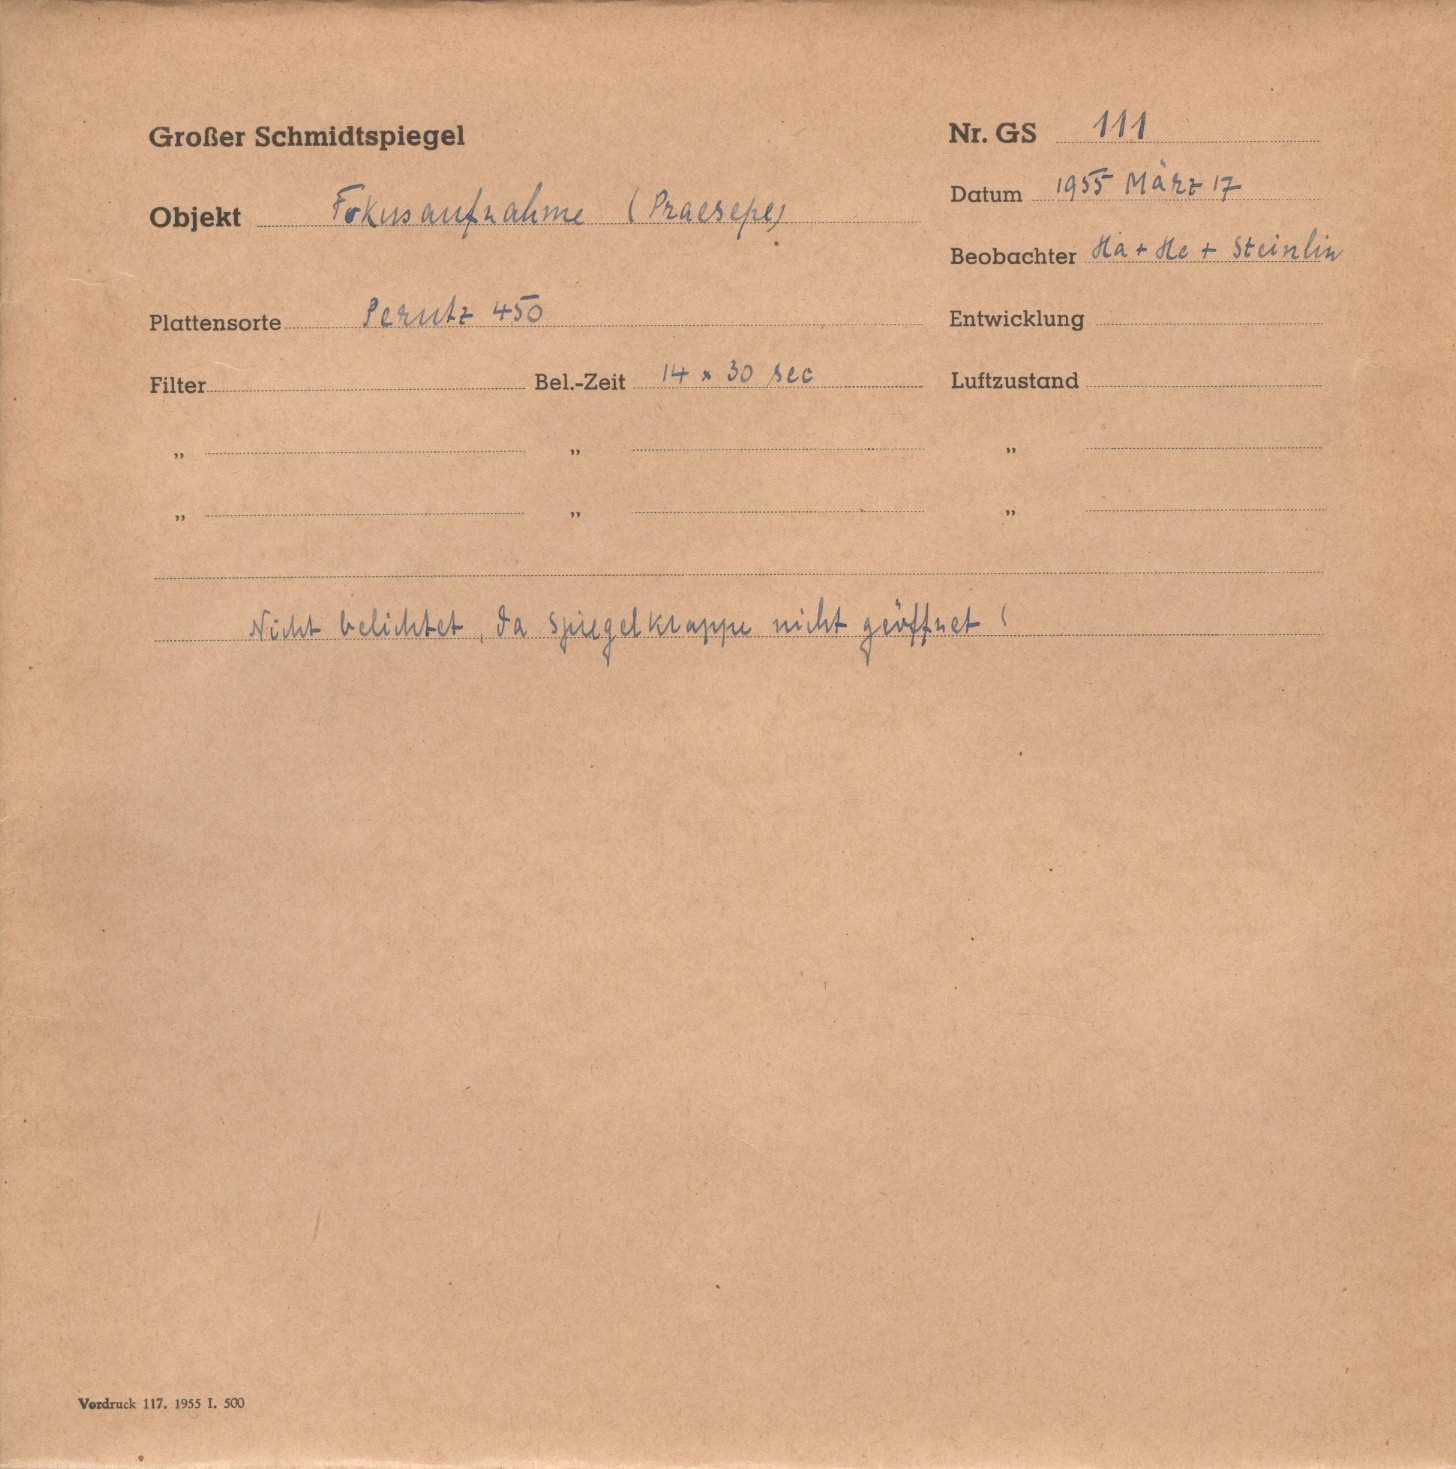 Großer Schmidtspiegel
Nr. GS 111
Datum 1955 März 17
Objekt Fokusaufnahme (Praesepe)
Beobachter Ha + He + Steinlin
Plattensorte Perutz 450
Entwicklung
Filter Bel.-Zeit 14 x 30 sec Luftzustand
„ „ „
„ „ „
Nicht belichtet, da Spiegelklappe nicht geöffnet !
Vordruck 117. 1955 I. 500